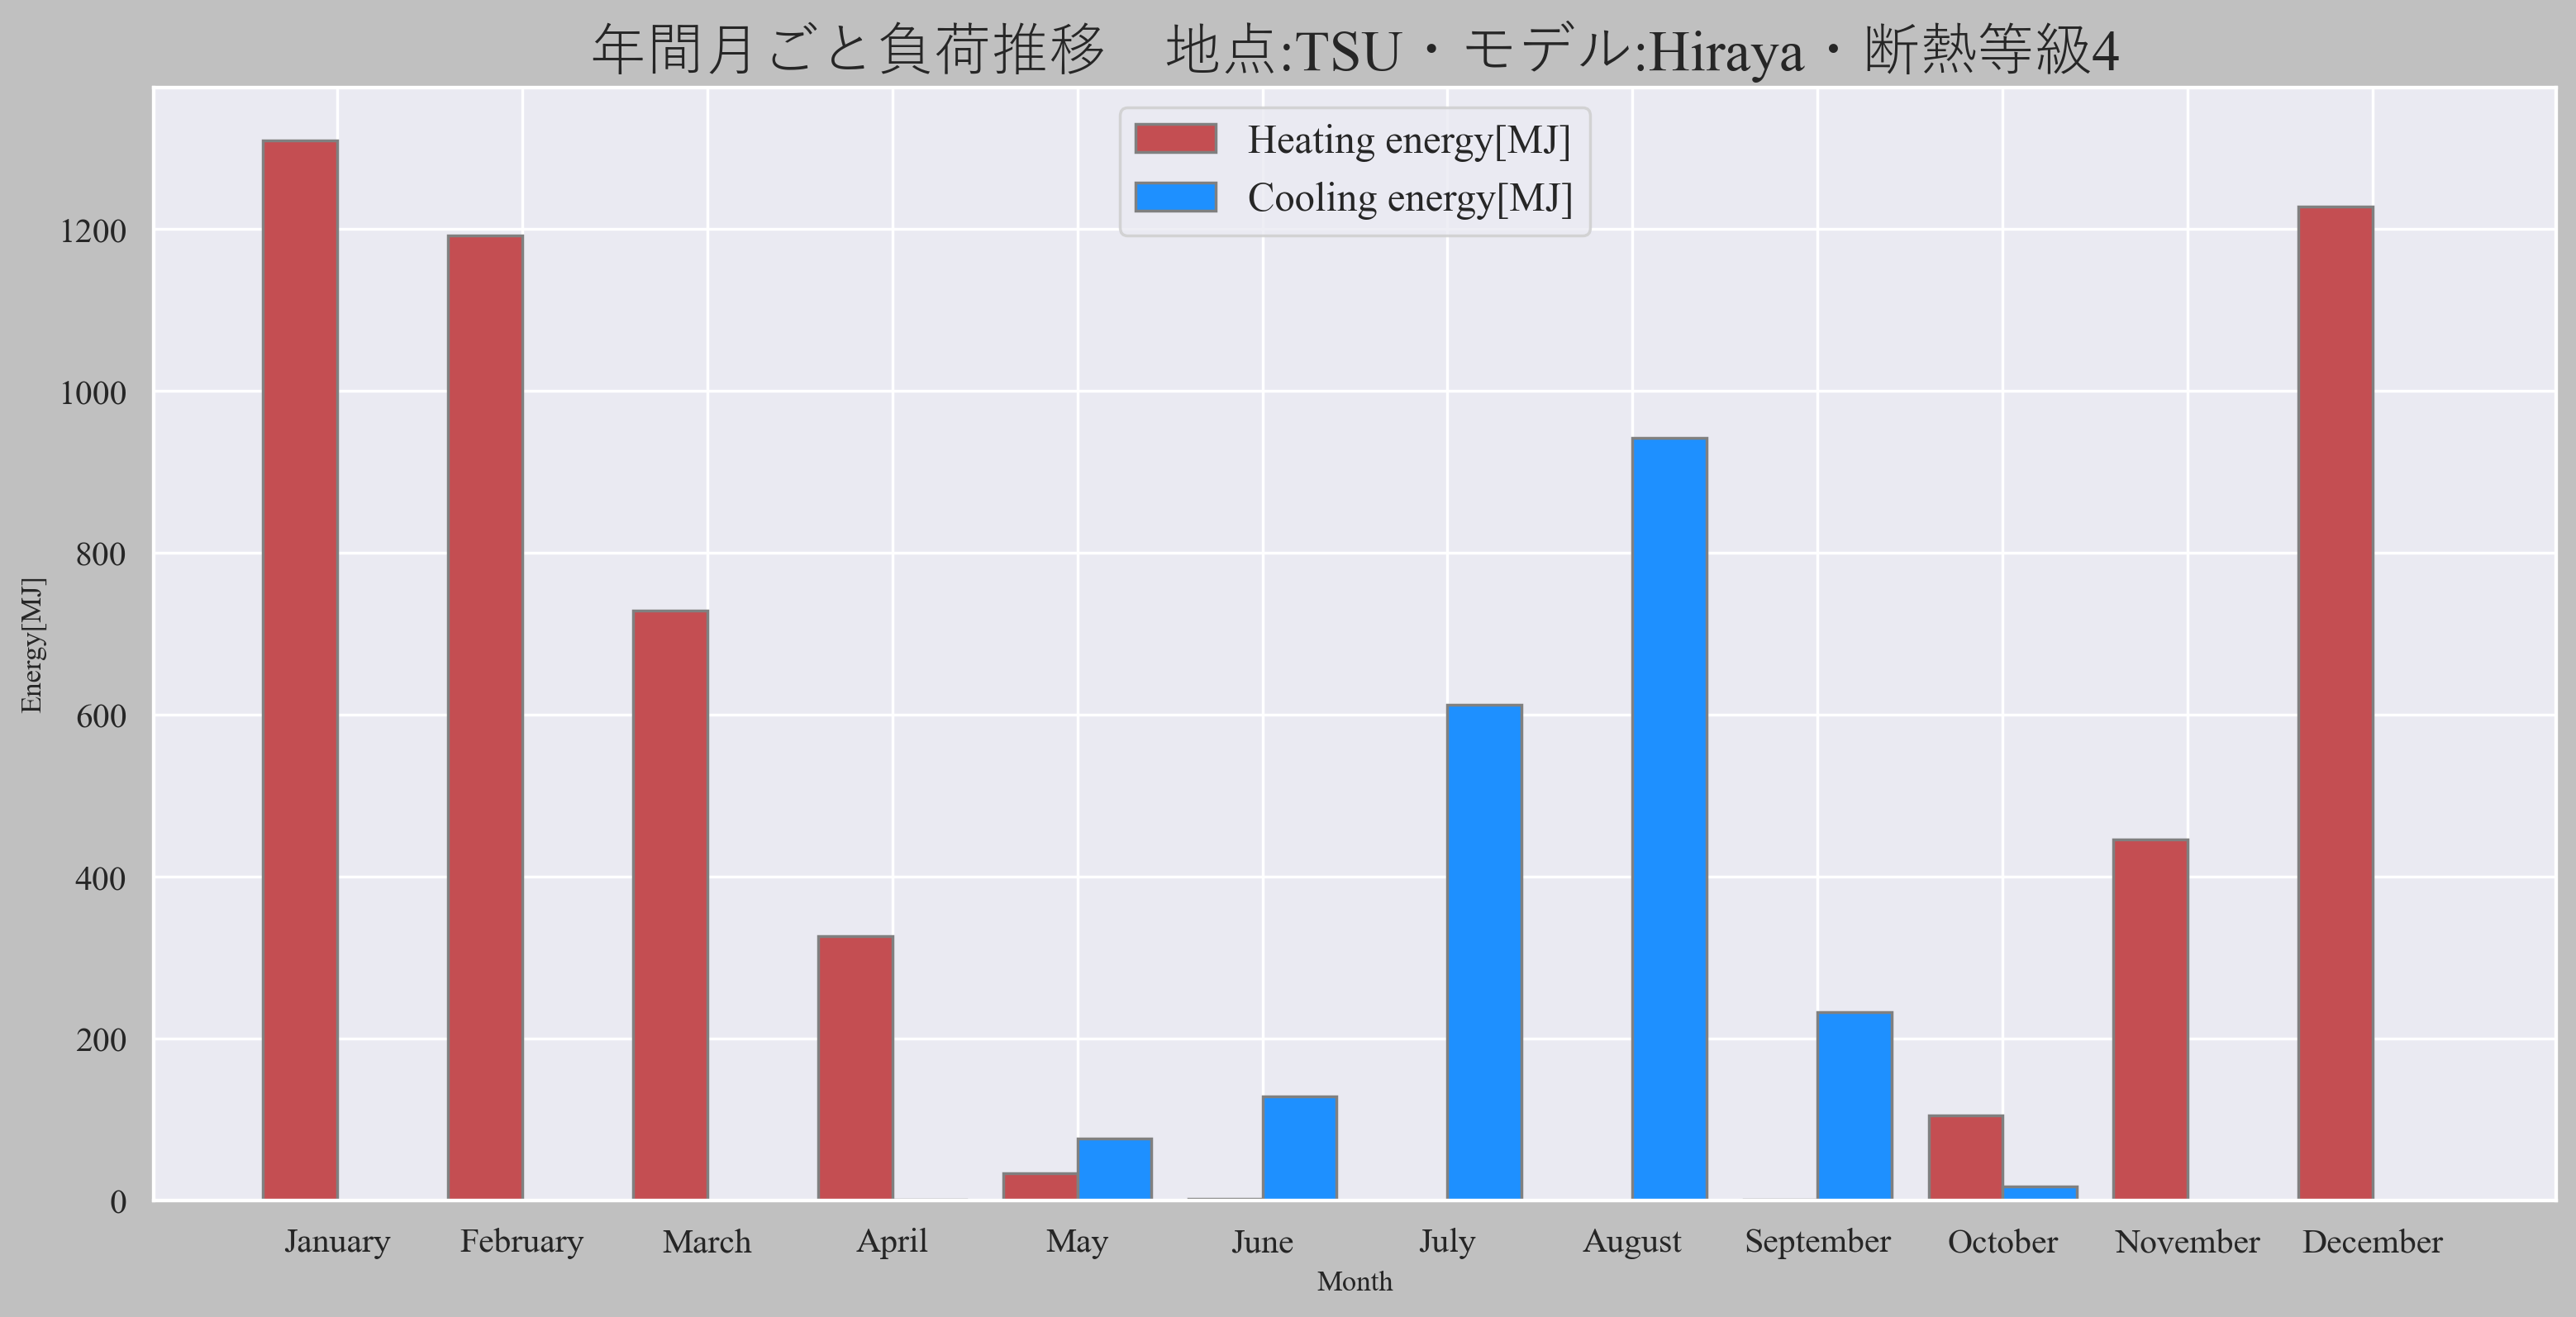 年間月ごと負荷推移　地点:TSU・モデル:Hiraya・断熱等級4
Heating energy[MJ]
Cooling energy[MJ]
Energy[MJ]
1200
1000
800
600
400
200
0
January February March April May June July August September October November December
Month